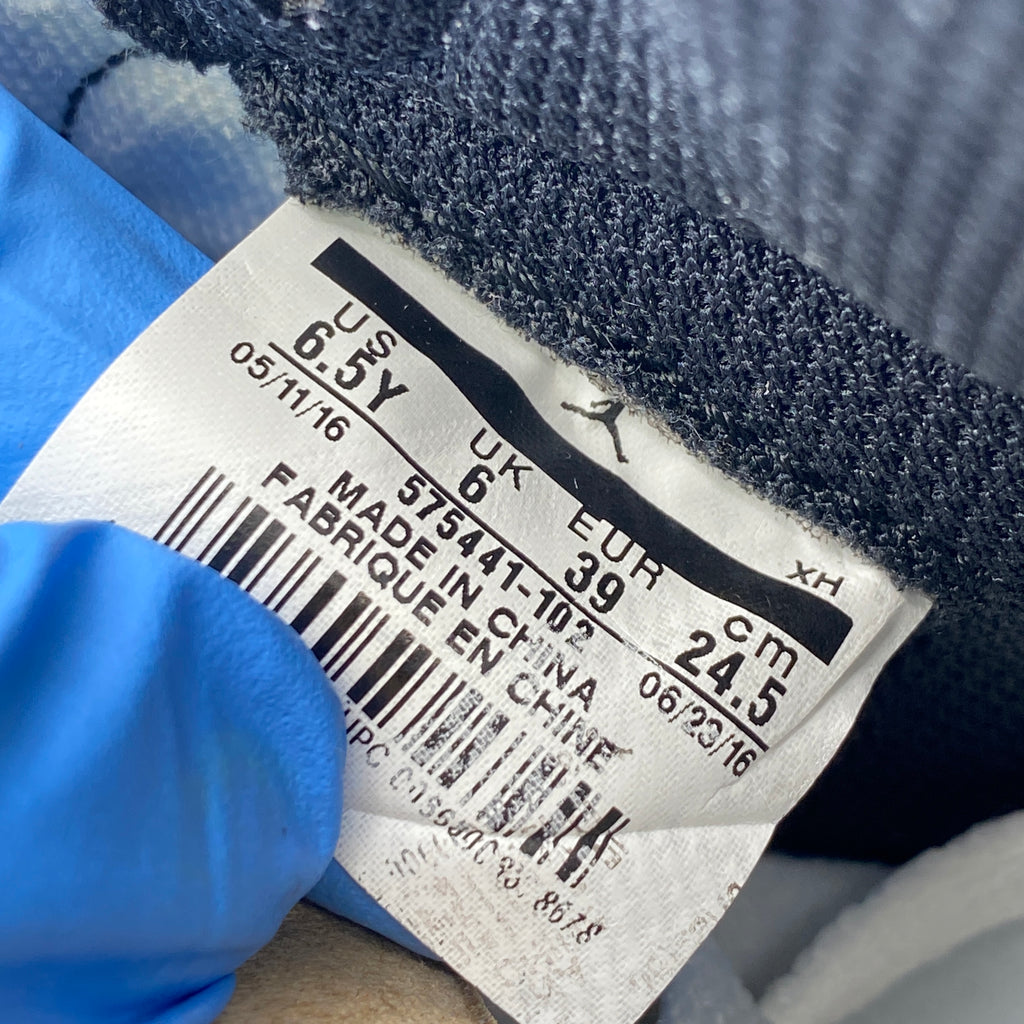 XH
US UK EUR cm
6.5Y 6 39 24.5
05/11/16 575441-102 06/23/16
MADE IN CHINA
FABRIQUE EN CHINE
8678